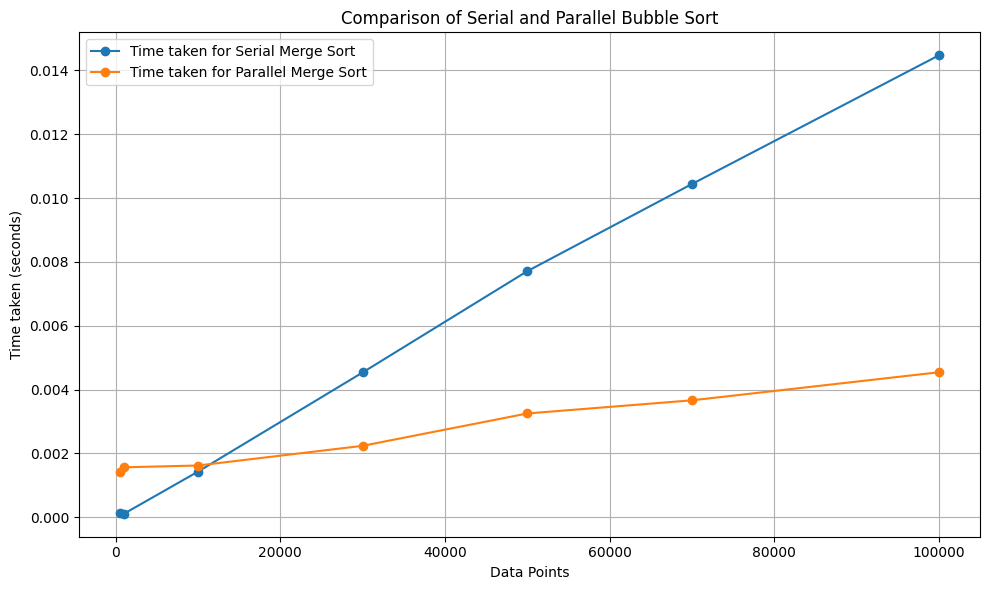 Comparison of Serial and Parallel Bubble Sort
Time taken for Serial Merge Sort
Time taken for Parallel Merge Sort
Time taken (seconds)
0.014
0.012
0.010
0.008
0.006
0.004
0.002
0.000
0 20000 40000 60000 80000 100000
Data Points